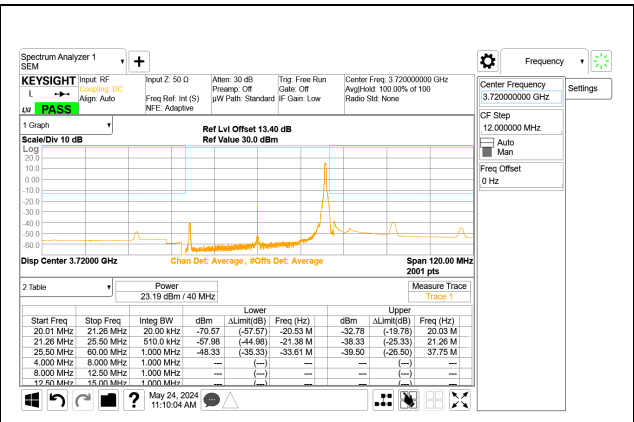 Spectrum Analyzer 1
SEM
Frequency
KEYSIGHT
Input: RF
Coupling: DC
Align: Auto
Input Z: 50 Ω
Freq Ref: Int (S)
NFE: Adaptive
Atten: 30 dB
Preamp: Off
µW Path: Standard
Trig: Free Run
Gate: Off
IF Gain: Low
Center Freq: 3.720000000 GHz
Avg|Hold: 100.00% of 100
Radio Std: None
L
LXI
PASS
Center Frequency
3.720000000 GHz
Settings
CF Step
12.000000 MHz
Auto
Man
Freq Offset
0 Hz
1 Graph
Scale/Div 10 dB
Ref Lvl Offset 13.40 dB
Ref Value 30.0 dBm
Log
20.0
10.0
0.00
-10.0
-20.0
-30.0
-40.0
-50.0
-60.0
Disp Center 3.72000 GHz
Chan Det: Average , #Offs Det: Average
Span 120.00 MHz
2001 pts
2 Table
Power
23.19 dBm / 40 MHz
Measure Trace
Trace 1
Lower Upper
Start Freq Stop Freq Integ BW dBm ΔLimit(dB) Freq (Hz) dBm ΔLimit(dB) Freq (Hz)
20.01 MHz 21.26 MHz 20.00 kHz -70.57 (-57.57) -20.53 M -32.78 (-19.78) 20.03 M
21.26 MHz 25.50 MHz 510.0 kHz -57.98 (-44.98) -21.38 M -38.33 (-25.33) 21.26 M
25.50 MHz 60.00 MHz 1.000 MHz -48.33 (-35.33) -33.61 M -39.50 (-26.50) 37.75 M
4.000 MHz 8.000 MHz 1.000 MHz --- (---) --- --- (---) ---
8.000 MHz 12.50 MHz 1.000 MHz --- (---) --- --- (---) ---
12.50 MHz 15.00 MHz 1.000 MHz --- (---) --- --- (---) ---
?
May 24, 2024
11:10:04 AM